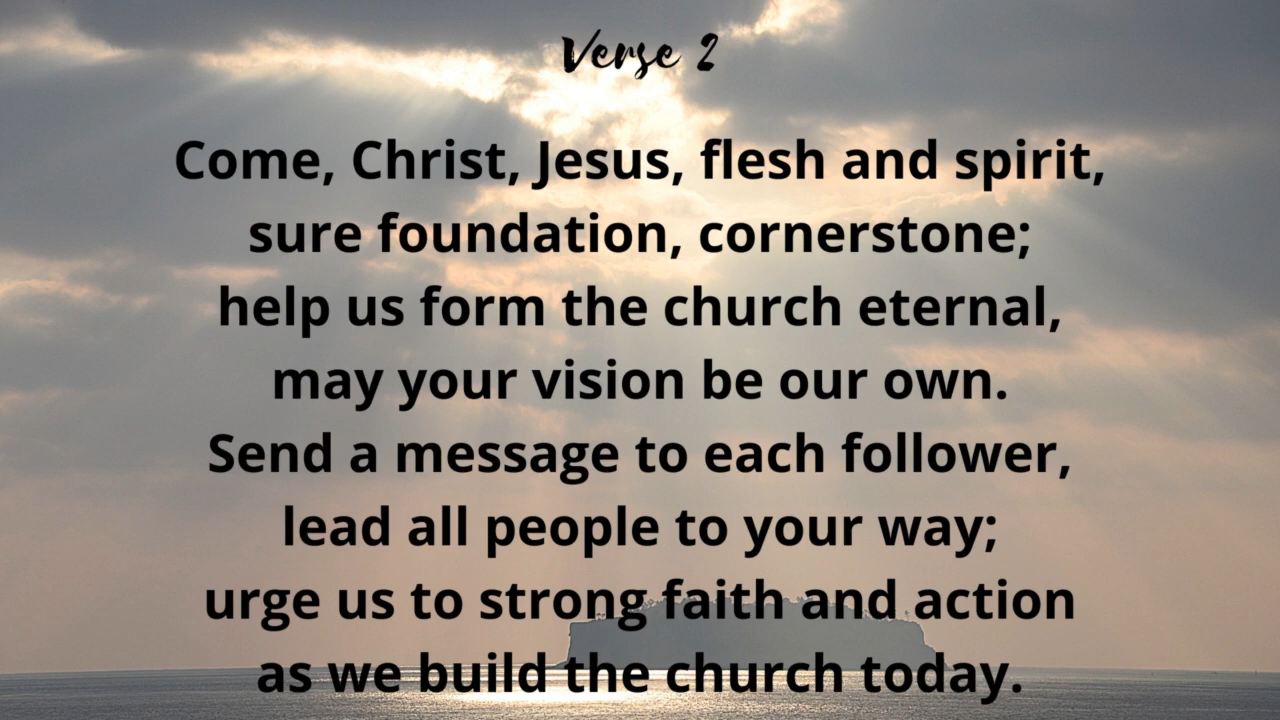 Verse 2
Come, Christ, Jesus, flesh and spirit,
sure foundation, cornerstone;
help us form the church eternal,
may your vision be our own.
Send a message to each follower,
lead all people to your way;
urge us to strong faith and action
as we build the church today.